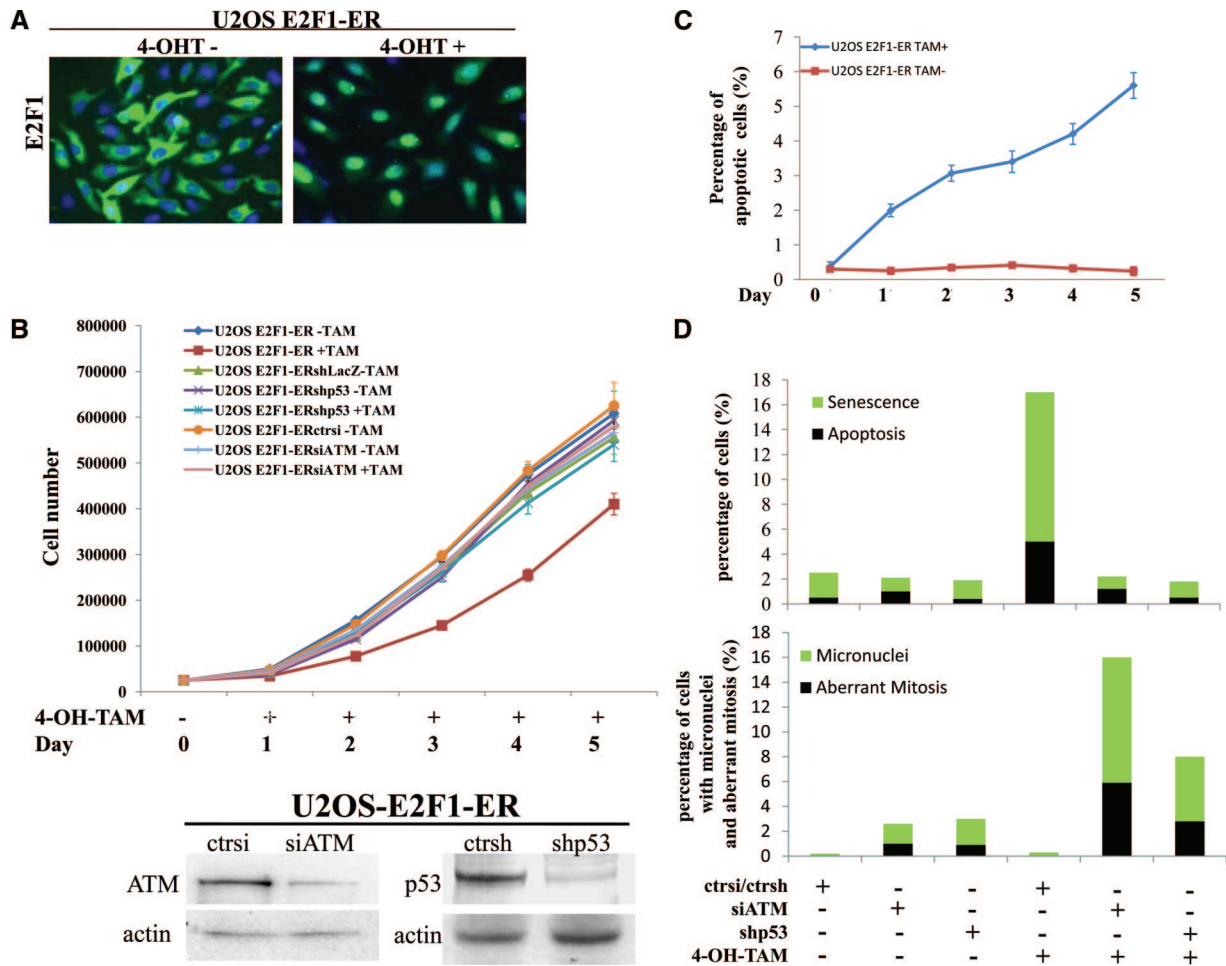 A
U2OS E2F1-ER
4-OHT -
4-OHT +
E2F1
B
800000
700000
600000
500000
400000
300000
200000
100000
0
Cell number
U2OS E2F1-ER -TAM
U2OS E2F1-ER +TAM
U2OS E2F1-ERshLacZ-TAM
U2OS E2F1-ERshp53 -TAM
U2OS E2F1-ERshp53 +TAM
U2OS E2F1-ERctrsi -TAM
U2OS E2F1-ERsiATM -TAM
U2OS E2F1-ERsiATM +TAM
4-OH-TAM - + + + + +
Day 0 1 2 3 4 5
U2OS-E2F1-ER
ctrsi siATM
ATM
actin
ctrsh shp53
p53
actin
C
7
6
5
4
3
2
1
0
Percentage of
apoptotic cells (%)
U2OS E2F1-ER TAM+
U2OS E2F1-ER TAM-
Day 0 1 2 3 4 5
D
18
16
14
12
10
8
6
4
2
0
percentage of cells (%)
Senescence
Apoptosis
18
16
14
12
10
8
6
4
2
0
percentage of cells
with micronuclei
and aberrant mitosis (%)
Micronuclei
Aberrant Mitosis
ctrsi/ctrsh + - - + - -
siATM - + - - + -
shp53 - - + - - +
4-OH-TAM - - - + + +